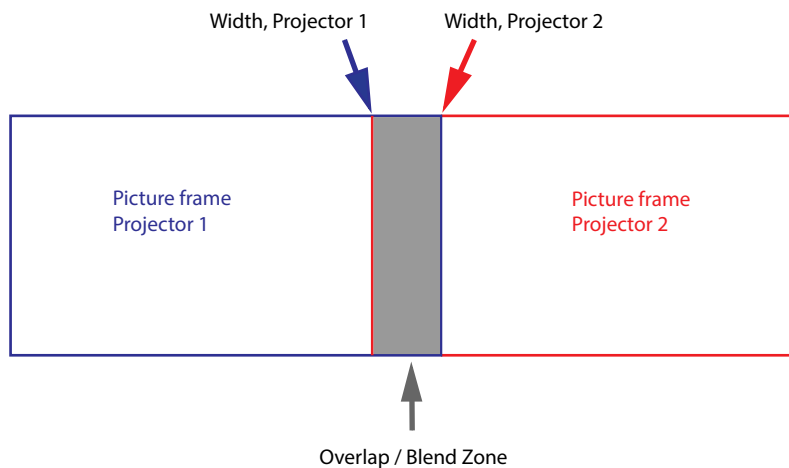 Width, Projector 1
Width, Projector 2
Picture frame
Projector 1
Picture frame
Projector 2
Overlap / Blend Zone